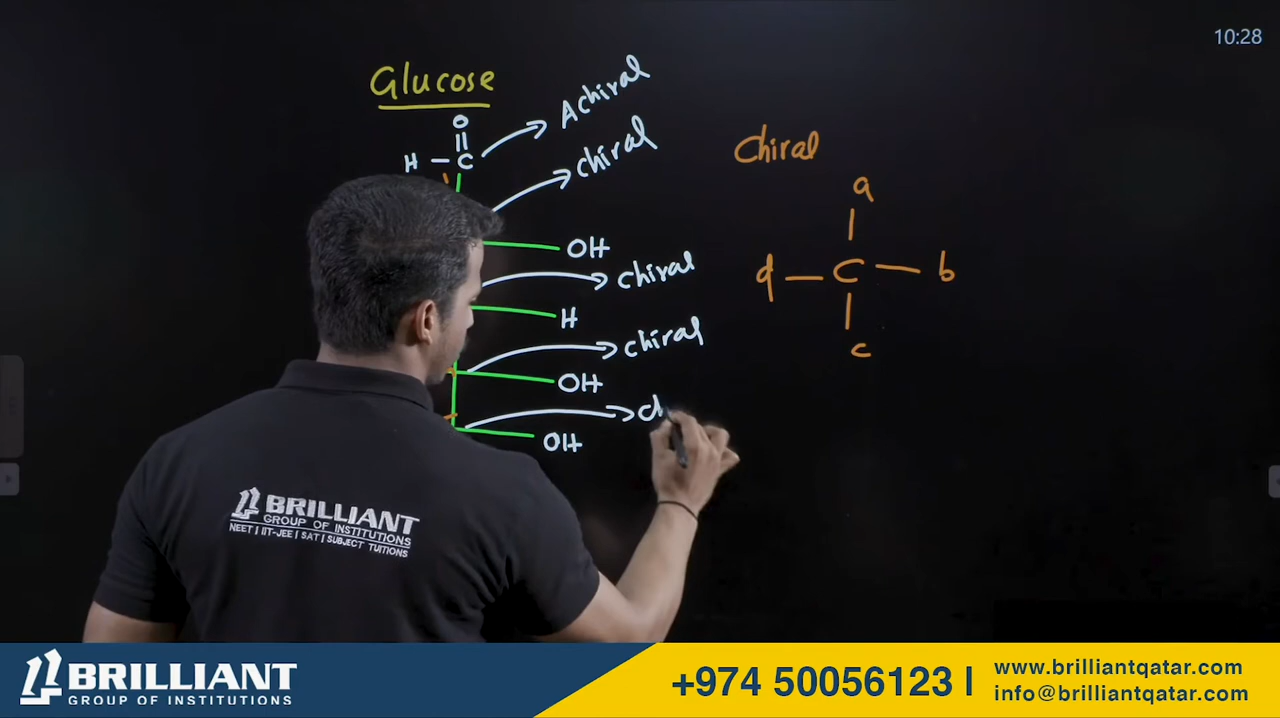 10:28
Glucose
O
H - C
Achiral
chiral
OH
chiral
H
chiral
OH
OH
Chiral
a
d - C - b
c
BRILLIANT
GROUP OF INSTITUTIONS
NEET | IIT-JEE | SAT | SUBJECT TUITIONS
BRILLIANT
GROUP OF INSTITUTIONS
+974 50056123 |
www.brilliantqatar.com
info@brilliantqatar.com